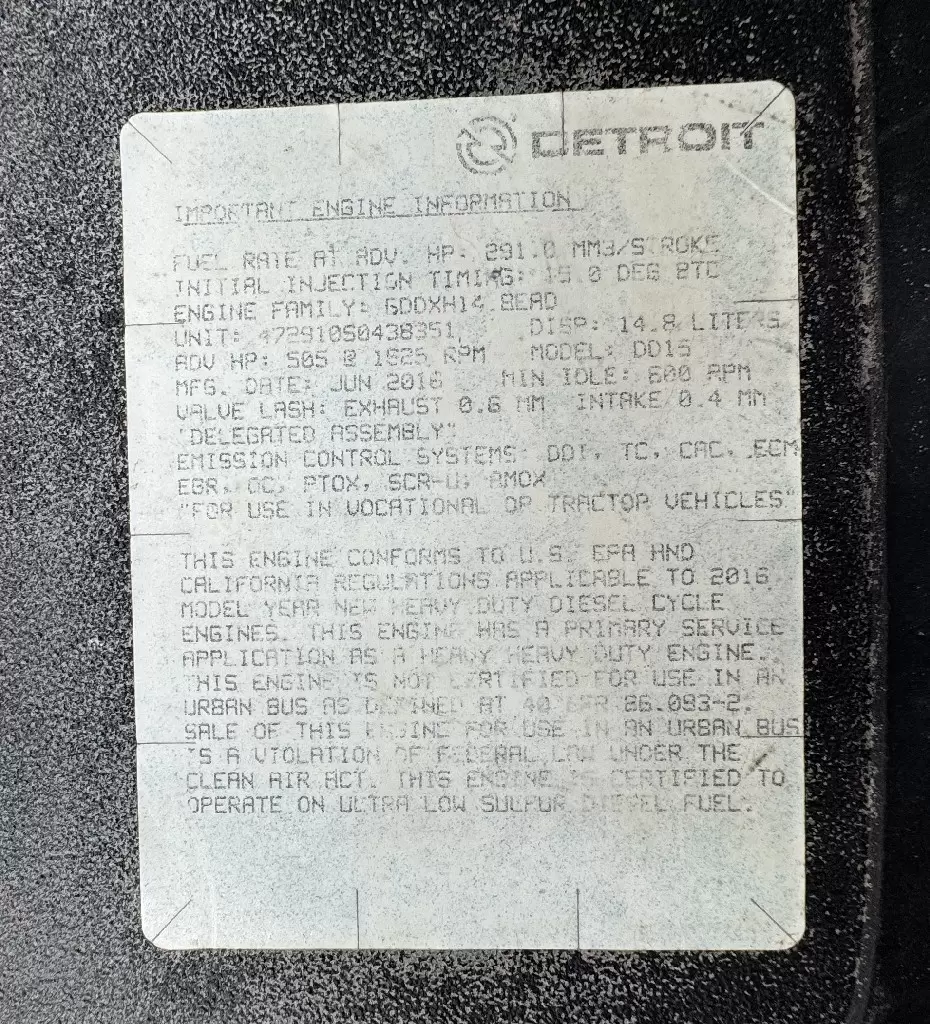 DETROIT
IMPORTANT ENGINE INFORMATION
FUEL RATE AT ADV. HP: 291.0 MM3/STROKE
INITIAL INJECTION TIMING: 15.0 DEG BTC
ENGINE FAMILY: GDDXH14.8EAD
UNIT: 472910S0438351 DISP: 14.8 LITERS
ADV HP: 505 @ 1625 RPM MODEL: DD15
MFG. DATE: JUN 2016 MIN IDLE: 600 RPM
VALVE LASH: EXHAUST 0.6 MM INTAKE 0.4 MM
"DELEGATED ASSEMBLY"
EMISSION CONTROL SYSTEMS: DDI, TC, CAC, ECM
EGR, OC, PTOX, SCR-U, AMOX
"FOR USE IN VOCATIONAL OR TRACTOR VEHICLES"
THIS ENGINE CONFORMS TO U.S. EPA AND
CALIFORNIA REGULATIONS APPLICABLE TO 2016
MODEL YEAR NEW HEAVY DUTY DIESEL CYCLE
ENGINES. THIS ENGINE HAS A PRIMARY SERVICE
APPLICATION AS A HEAVY HEAVY DUTY ENGINE.
THIS ENGINE IS NOT CERTIFIED FOR USE IN AN
URBAN BUS AS DEFINED AT 40 CFR 86.093-2.
SALE OF THIS ENGINE FOR USE IN AN URBAN BUS
IS A VIOLATION OF FEDERAL LAW UNDER THE
CLEAN AIR ACT. THIS ENGINE IS CERTIFIED TO
OPERATE ON ULTRA LOW SULFUR DIESEL FUEL.